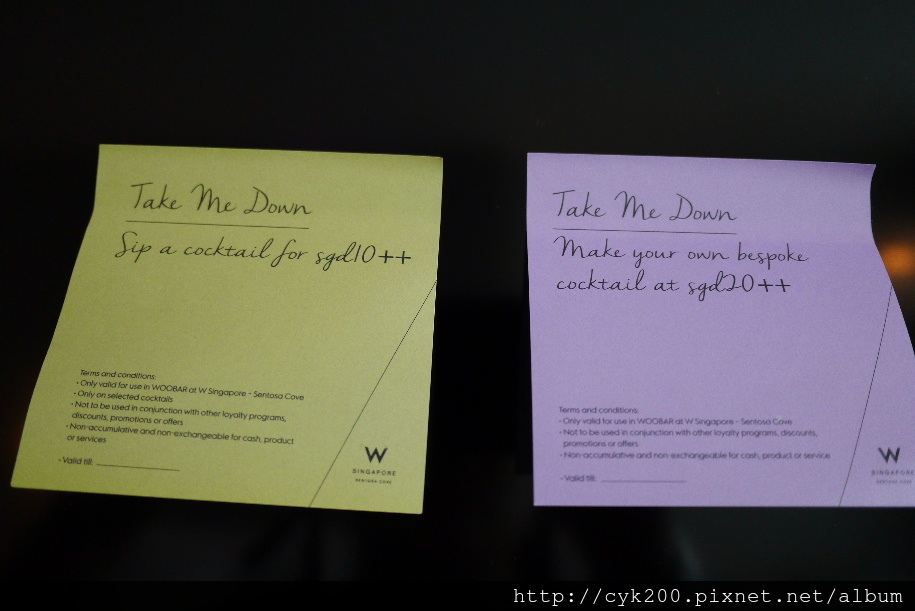 Take Me Down
Sip a cocktail for sgd10++
Terms and conditions:
• Only valid for use in WOOBAR at W Singapore - Sentosa Cove
• Only on selected cocktails
• Not to be used in conjunction with other loyalty programs,
discounts, promotions or offers
• Non-accumulative and non-exchangeable for cash, product
or services
• Valid till: _______________
W
SINGAPORE
SENTOSA COVE
Take Me Down
Make your own bespoke
cocktail at sgd20++
Terms and conditions:
• Only valid for use in WOOBAR at W Singapore - Sentosa Cove
• Not to be used in conjunction with other loyalty programs, discounts,
promotions or offers
• Non-accumulative and non-exchangeable for cash, product or service
• Valid till: _______________
W
SINGAPORE
http://cyk200.pixnet.net/album